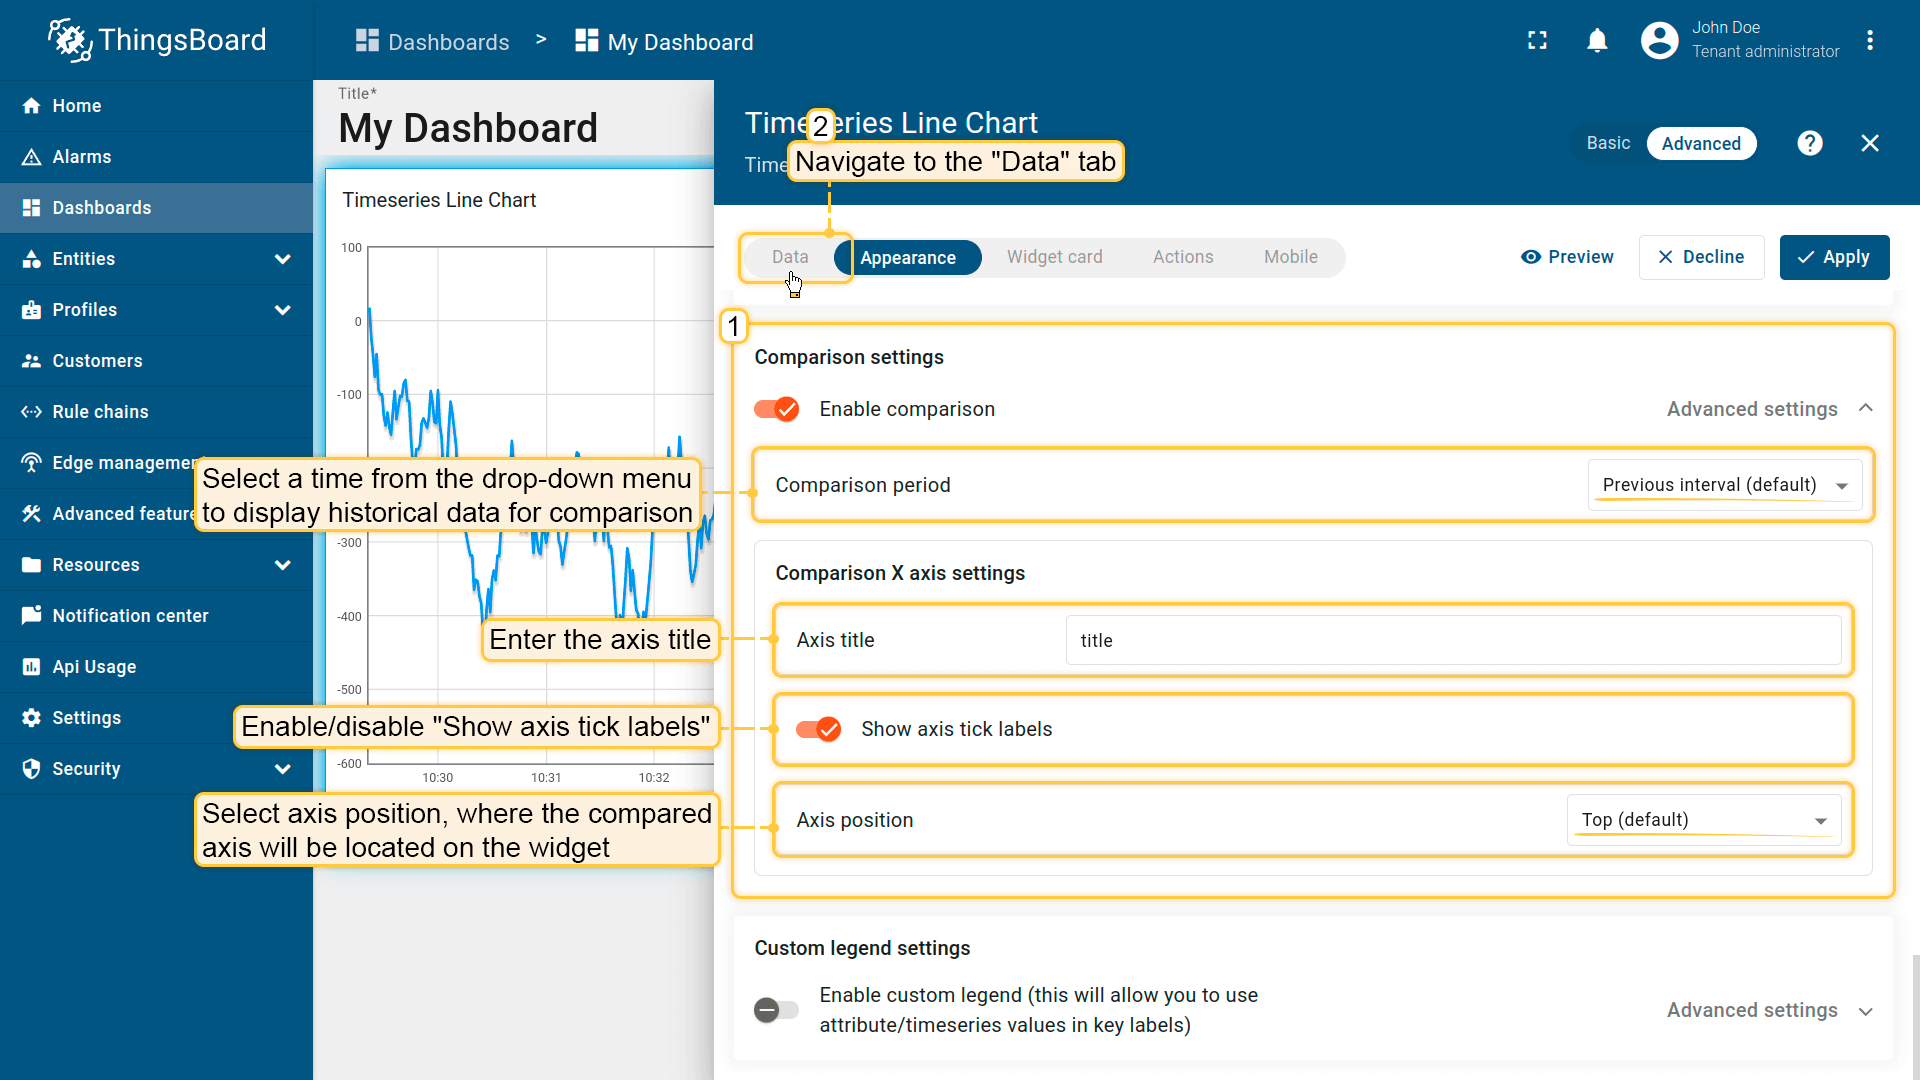 ThingsBoard
Dashboards > My Dashboard
John Doe
Tenant administrator
Home
Alarms
Dashboards
Entities
Profiles
Customers
Rule chains
Edge managemen
Advanced feature
Resources
Notification center
Api Usage
Settings
Security
Title*
My Dashboard
Timeseries Line Chart
100
0
-100
-300
-400
-500
-600
10:30 10:31 10:32
Timeseries Line Chart
Time
2
Navigate to the "Data" tab
Basic Advanced
Data Appearance Widget card Actions Mobile
Preview Decline Apply
1
Comparison settings
Enable comparison Advanced settings
Select a time from the drop-down menu
to display historical data for comparison
Comparison period Previous interval (default)
Comparison X axis settings
Enter the axis title
Axis title title
Enable/disable "Show axis tick labels"
Show axis tick labels
Select axis position, where the compared
axis will be located on the widget
Axis position Top (default)
Custom legend settings
Enable custom legend (this will allow you to use
attribute/timeseries values in key labels)
Advanced settings